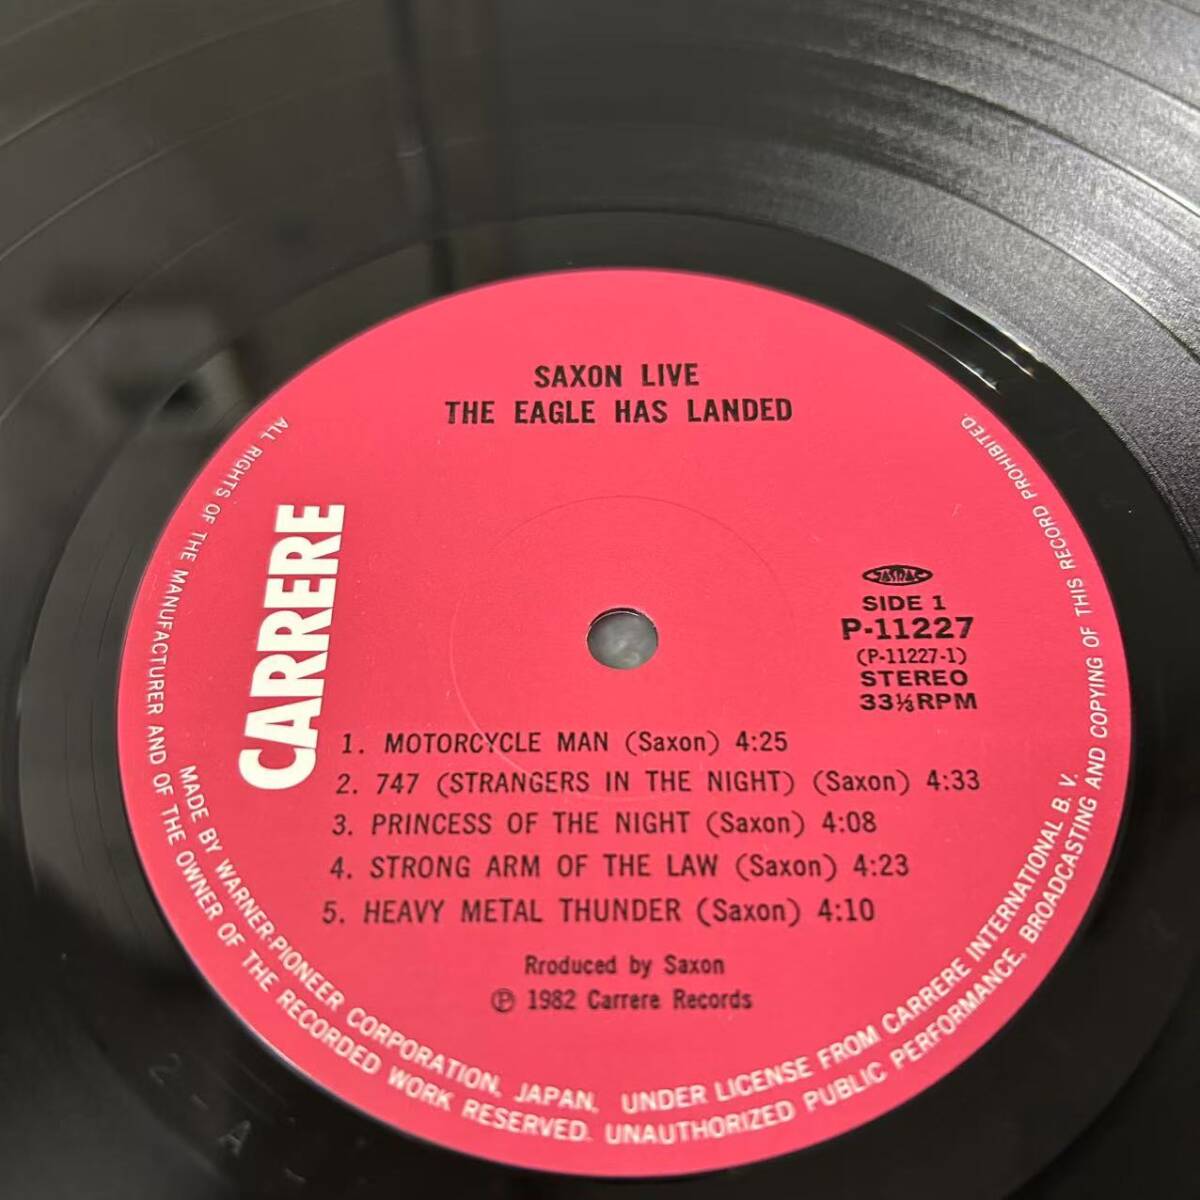 SAXON LIVE
THE EAGLE HAS LANDED
CARRERE
JASRAC
SIDE 1
P-11227
(P-11227-1)
STEREO
33⅓RPM
1. MOTORCYCLE MAN (Saxon) 4:25
2. 747 (STRANGERS IN THE NIGHT) (Saxon) 4:33
3. PRINCESS OF THE NIGHT (Saxon) 4:08
4. STRONG ARM OF THE LAW (Saxon) 4:23
5. HEAVY METAL THUNDER (Saxon) 4:10
Rroduced by Saxon
Ⓟ 1982 Carrere Records
MADE BY WARNER-PIONEER CORPORATION, JAPAN, UNDER LICENSE FROM CARRERE INTERNATIONAL B. V.
ALL RIGHTS OF THE MANUFACTURER AND OF THE OWNER OF THE RECORDED WORK RESERVED. UNAUTHORIZED PUBLIC PERFORMANCE, BROADCASTING AND COPYING OF THIS RECORD PROHIBITED.
2 - A -